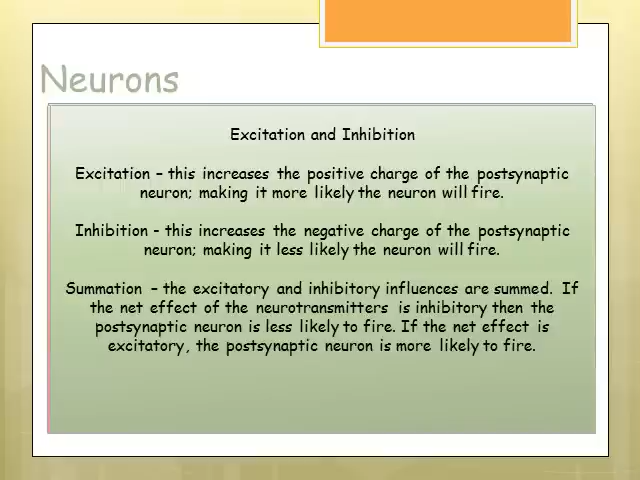 Neurons
Excitation and Inhibition
Excitation – this increases the positive charge of the postsynaptic
neuron; making it more likely the neuron will fire.
Inhibition - this increases the negative charge of the postsynaptic
neuron; making it less likely the neuron will fire.
Summation – the excitatory and inhibitory influences are summed. If
the net effect of the neurotransmitters is inhibitory then the
postsynaptic neuron is less likely to fire. If the net effect is
excitatory, the postsynaptic neuron is more likely to fire.